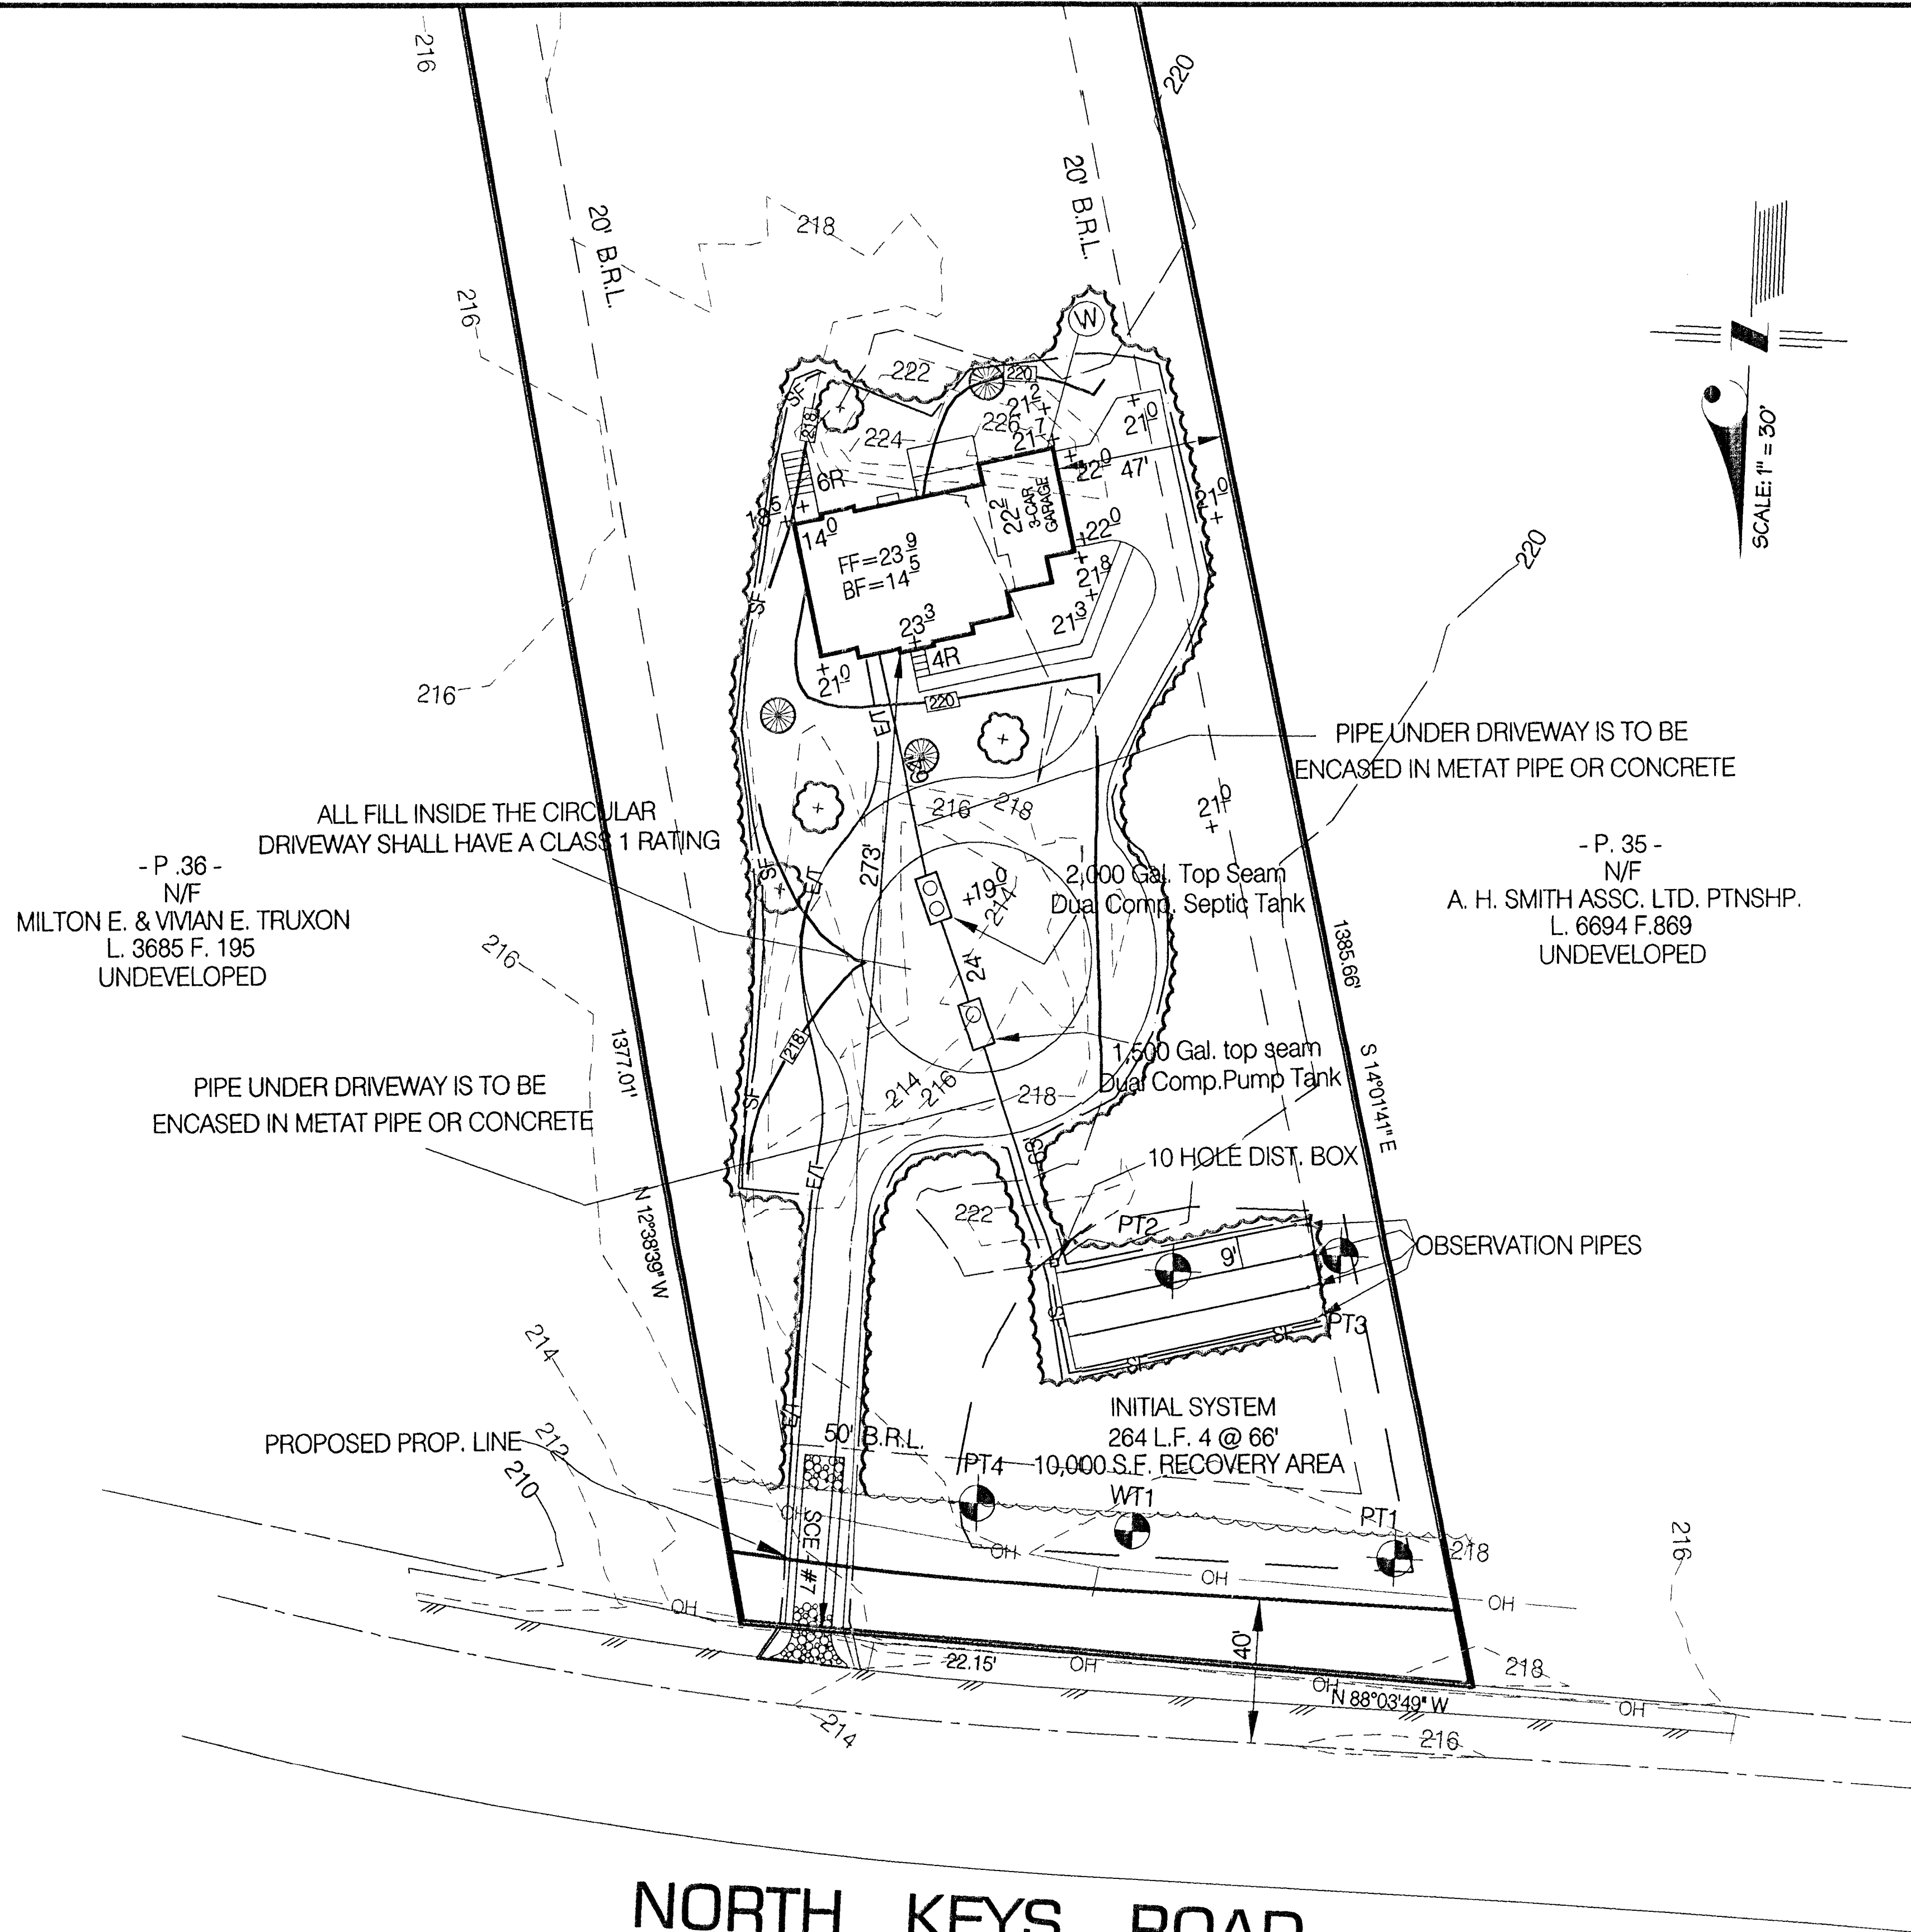 216
220
20' B.R.L.
20' B.R.L.
218
216
W
222
220
SF
218
224
226
21 2
21 7
21 0
22 0
47'
6R
18 5
14 0
22 2
3-CAR
GARAGE
21 0
22 0
FF=23 9
BF=14 5
21 8
21 3
23 3
4R
21 0
220
SF
216
E/T
64'
SCALE: 1" = 30'
220
PIPE UNDER DRIVEWAY IS TO BE
ENCASED IN METAT PIPE OR CONCRETE
ALL FILL INSIDE THE CIRCULAR
DRIVEWAY SHALL HAVE A CLASS 1 RATING
216
218
21 0
- P .36 -
N/F
MILTON E. & VIVIAN E. TRUXON
L. 3685 F. 195
UNDEVELOPED
SF
E/T
273'
+19 0
214
2,000 Gal. Top Seam
Dual Comp. Septic Tank
- P. 35 -
N/F
A. H. SMITH ASSC. LTD. PTNSHP.
L. 6694 F.869
UNDEVELOPED
216
24'
1385.66'
1377.01'
218
1,500 Gal. top seam
Dual Comp.Pump Tank
S 14°01'41" E
214
216
218
SF
PIPE UNDER DRIVEWAY IS TO BE
ENCASED IN METAT PIPE OR CONCRETE
63'
10 HOLE DIST. BOX
E/T
N 12°38'39" W
222
PT2
9'
OBSERVATION PIPES
PT3
SF
SF
214
INITIAL SYSTEM
264 L.F. 4 @ 66'
10,000 S.F. RECOVERY AREA
E/T
50' B.R.L.
PROPOSED PROP. LINE
212
210
PT4
WT1
PT1
SCE #7
OH
218
216
OH
OH
OH
40'
22.15'
OH
OH
218
N 88°03'49" W
OH
214
216
NORTH KEYS ROAD